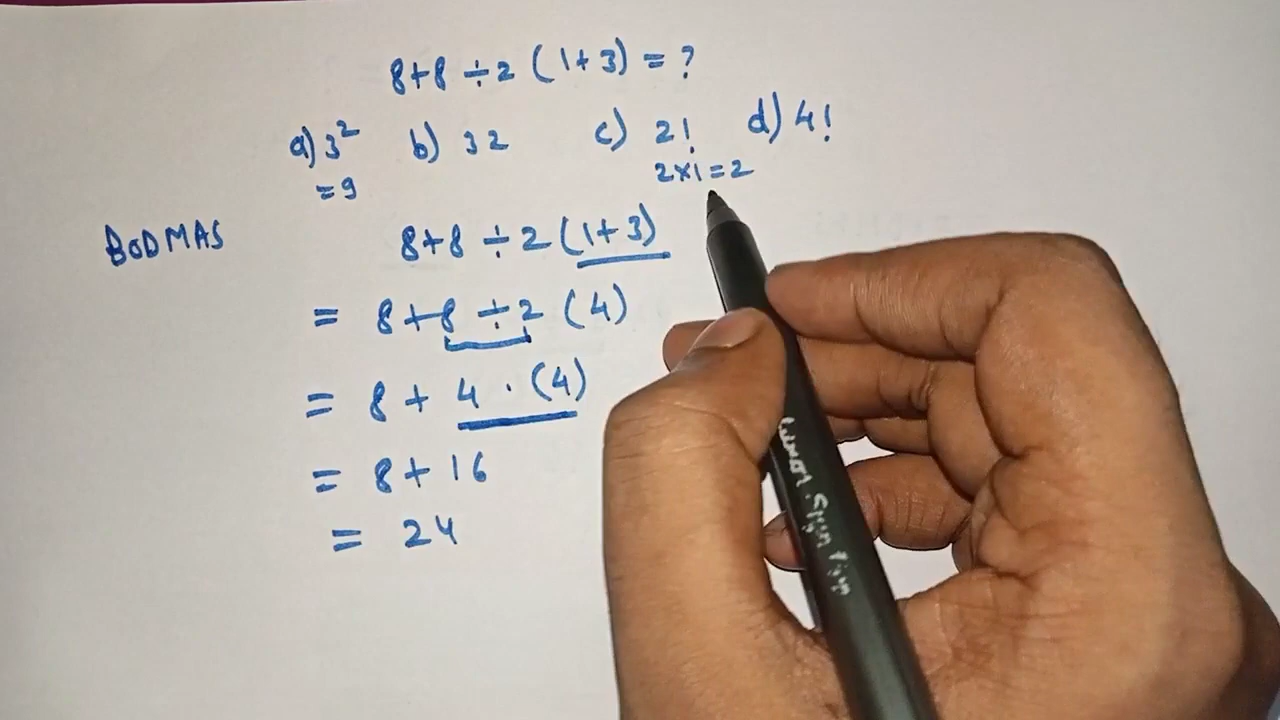 8+8 ÷2 (1+3) = ?
a) 3² b) 32 c) 2! d) 4!
= 9 2×1=2
BODMAS 8+8 ÷2 (1+3)
= 8+8 ÷2 (4)
= 8 + 4 · (4)
= 8 + 16
= 24